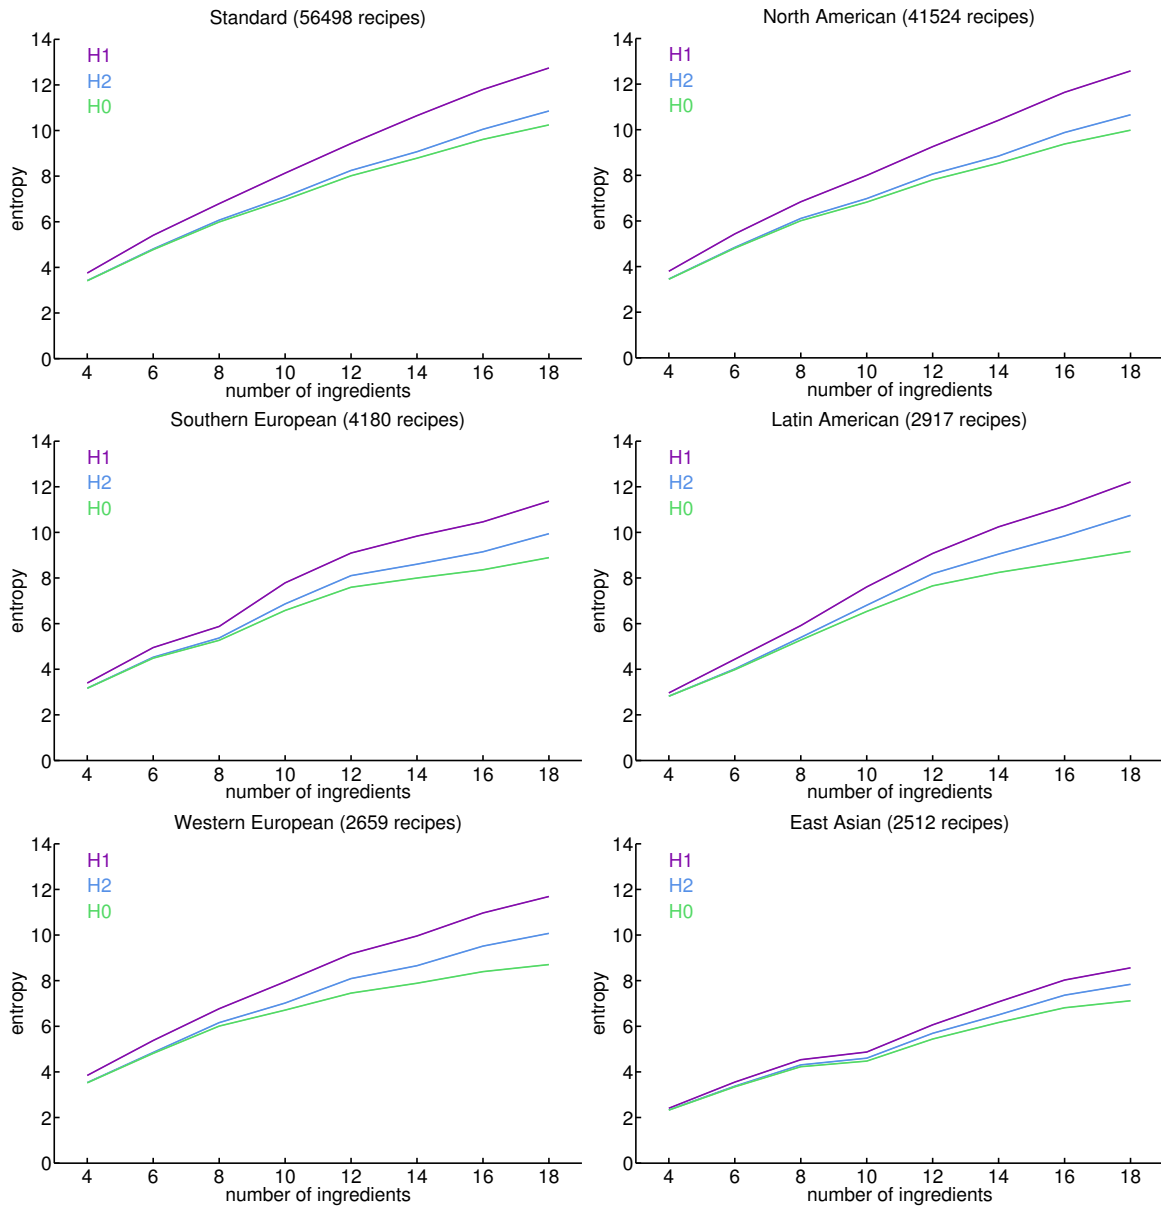 Standard (56498 recipes)
14
12
10
8
6
4
2
0
entropy
H1
H2
H0
4 6 8 10 12 14 16 18
number of ingredients
North American (41524 recipes)
14
12
10
8
6
4
2
0
entropy
H1
H2
H0
4 6 8 10 12 14 16 18
number of ingredients
Southern European (4180 recipes)
14
12
10
8
6
4
2
0
entropy
H1
H2
H0
4 6 8 10 12 14 16 18
number of ingredients
Latin American (2917 recipes)
14
12
10
8
6
4
2
0
entropy
H1
H2
H0
4 6 8 10 12 14 16 18
number of ingredients
Western European (2659 recipes)
14
12
10
8
6
4
2
0
entropy
H1
H2
H0
4 6 8 10 12 14 16 18
number of ingredients
East Asian (2512 recipes)
14
12
10
8
6
4
2
0
entropy
H1
H2
H0
4 6 8 10 12 14 16 18
number of ingredients